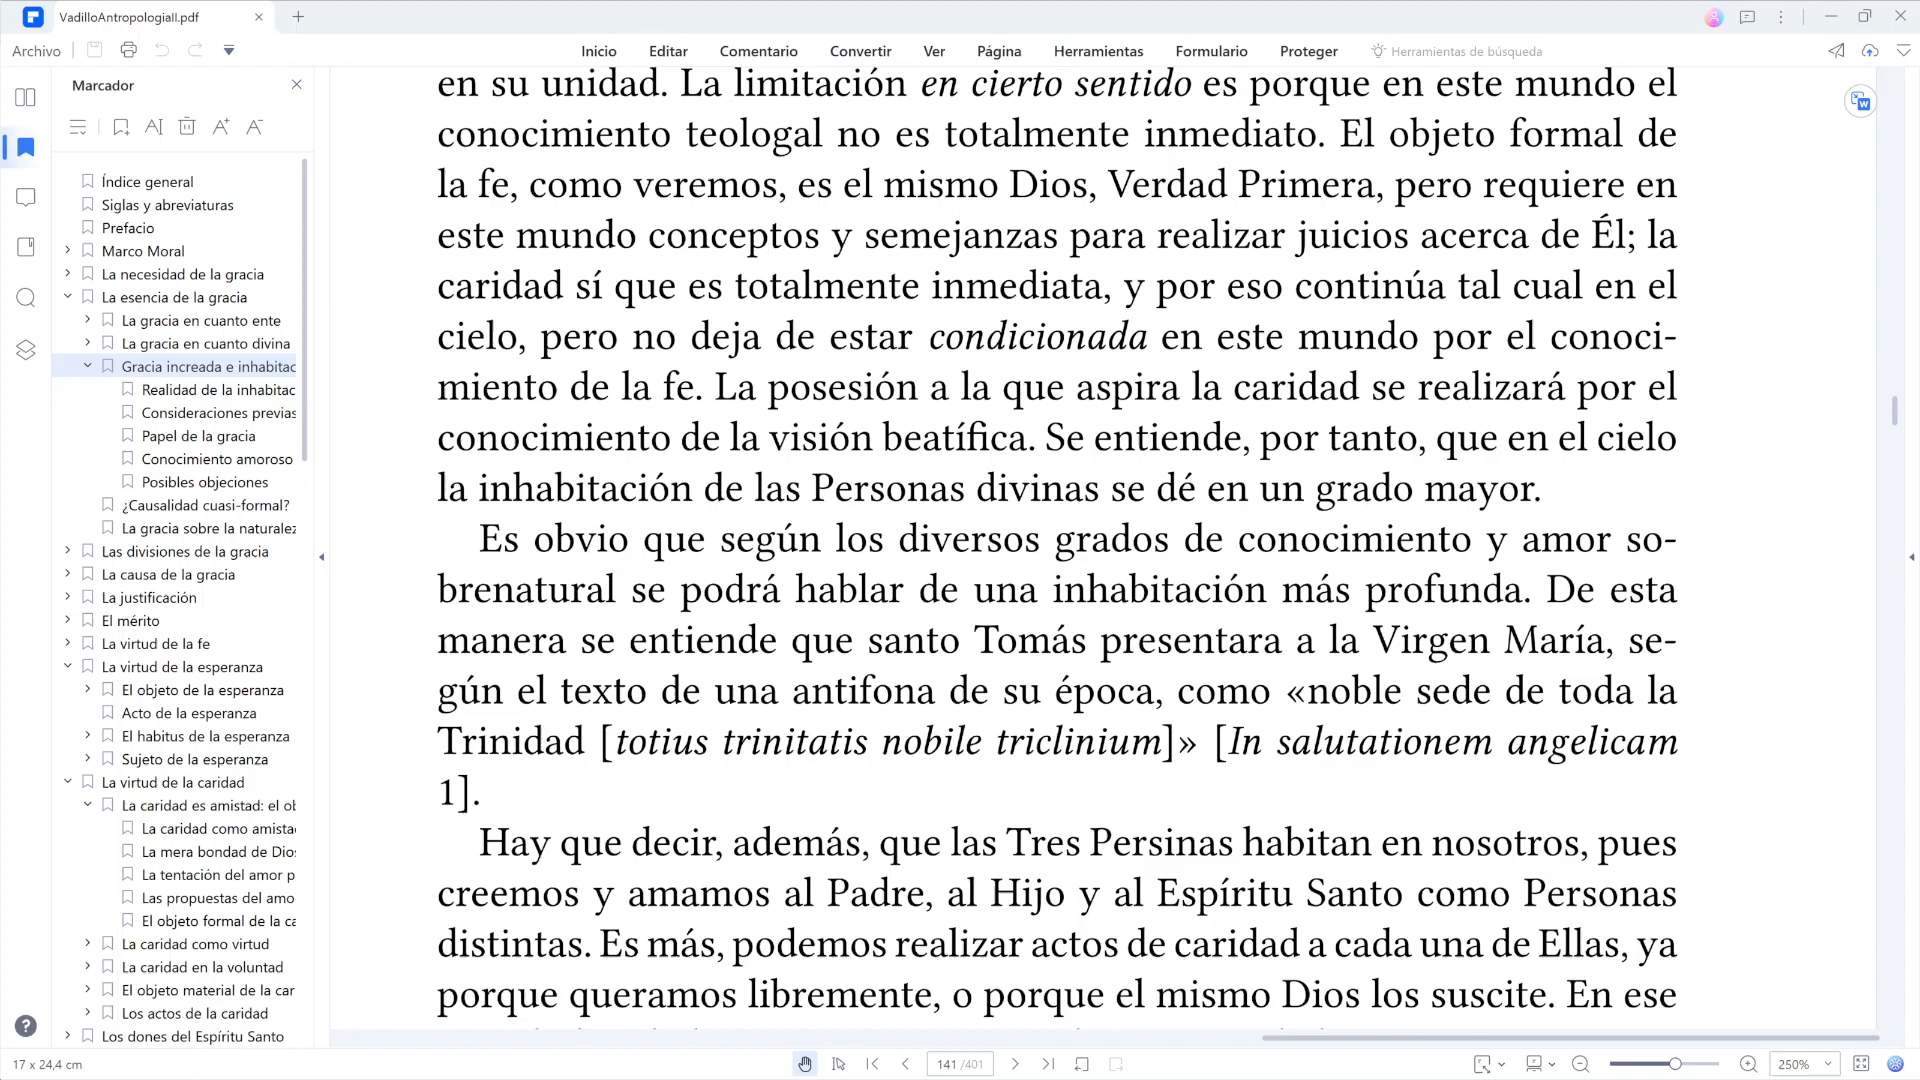 VadilloAntropologiaII.pdf
Archivo
Inicio
Editar
Comentario
Convertir
Ver
Página
Herramientas
Formulario
Proteger
Herramientas de búsqueda
Marcador
Índice general
Siglas y abreviaturas
Prefacio
Marco Moral
La necesidad de la gracia
La esencia de la gracia
La gracia en cuanto ente
La gracia en cuanto divina
Gracia increada e inhabitac
Realidad de la inhabitac
Consideraciones previas
Papel de la gracia
Conocimiento amoroso
Posibles objeciones
¿Causalidad cuasi-formal?
La gracia sobre la naturalez
Las divisiones de la gracia
La causa de la gracia
La justificación
El mérito
La virtud de la fe
La virtud de la esperanza
El objeto de la esperanza
Acto de la esperanza
El habitus de la esperanza
Sujeto de la esperanza
La virtud de la caridad
La caridad es amistad: el ob
La caridad como amista
La mera bondad de Dio
La tentación del amor p
Las propuestas del amo
El objeto formal de la ca
La caridad como virtud
La caridad en la voluntad
El objeto material de la car
Los actos de la caridad
Los dones del Espíritu Santo
en su unidad. La limitación en cierto sentido es porque en este mundo el
conocimiento teologal no es totalmente inmediato. El objeto formal de
la fe, como veremos, es el mismo Dios, Verdad Primera, pero requiere en
este mundo conceptos y semejanzas para realizar juicios acerca de Él; la
caridad sí que es totalmente inmediata, y por eso continúa tal cual en el
cielo, pero no deja de estar condicionada en este mundo por el conoci-
miento de la fe. La posesión a la que aspira la caridad se realizará por el
conocimiento de la visión beatífica. Se entiende, por tanto, que en el cielo
la inhabitación de las Personas divinas se dé en un grado mayor.
Es obvio que según los diversos grados de conocimiento y amor so-
brenatural se podrá hablar de una inhabitación más profunda. De esta
manera se entiende que santo Tomás presentara a la Virgen María, se-
gún el texto de una antifona de su época, como «noble sede de toda la
Trinidad [totius trinitatis nobile triclinium]» [In salutationem angelicam
1].
Hay que decir, además, que las Tres Persinas habitan en nosotros, pues
creemos y amamos al Padre, al Hijo y al Espíritu Santo como Personas
distintas. Es más, podemos realizar actos de caridad a cada una de Ellas, ya
porque queramos libremente, o porque el mismo Dios los suscite. En ese
17 x 24,4 cm
141 /401
250%